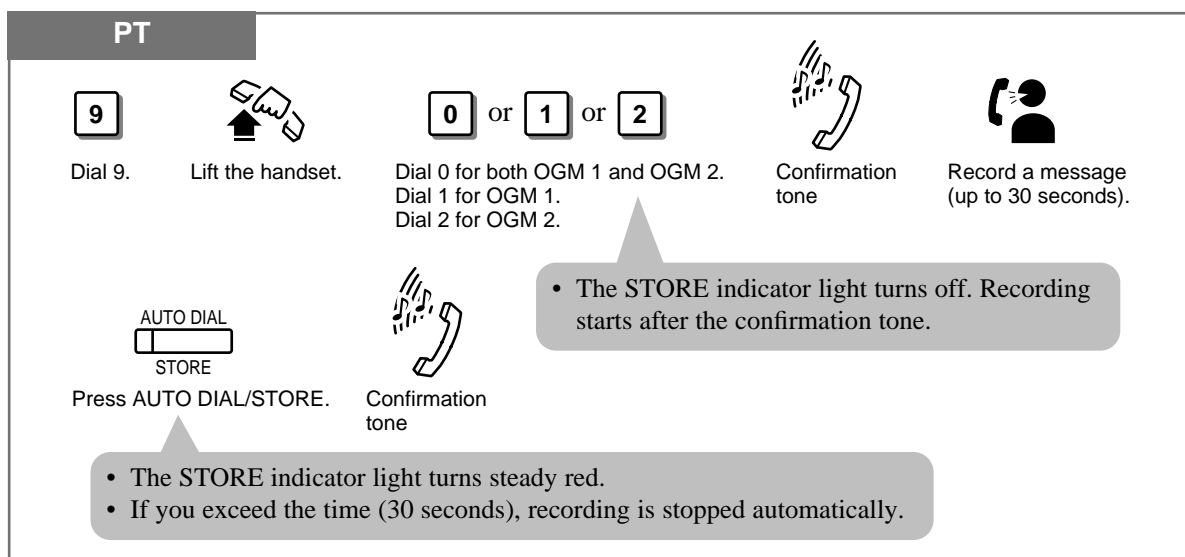 PT
9
0 or 1 or 2
Dial 9.
Lift the handset.
Dial 0 for both OGM 1 and OGM 2.
Dial 1 for OGM 1.
Dial 2 for OGM 2.
Confirmation
tone
Record a message
(up to 30 seconds).
• The STORE indicator light turns off. Recording
starts after the confirmation tone.
AUTO DIAL
STORE
Press AUTO DIAL/STORE.
Confirmation
tone
• The STORE indicator light turns steady red.
• If you exceed the time (30 seconds), recording is stopped automatically.